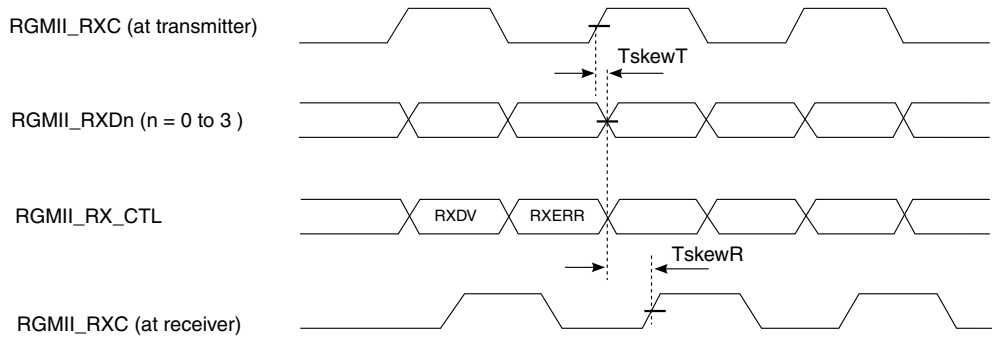 RGMII_RXC (at transmitter)
TskewT
RGMII_RXDn (n = 0 to 3 )
RGMII_RX_CTL
RXDV
RXERR
TskewR
RGMII_RXC (at receiver)